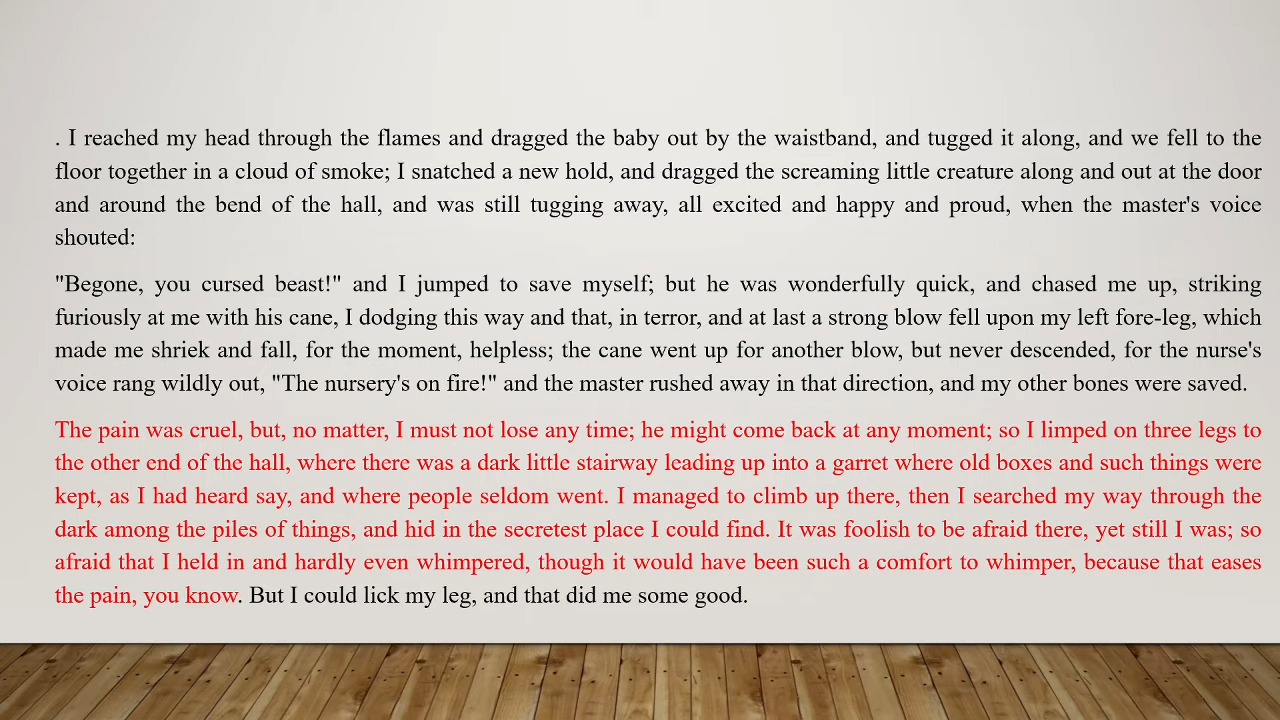 . I reached my head through the flames and dragged the baby out by the waistband, and tugged it along, and we fell to the
floor together in a cloud of smoke; I snatched a new hold, and dragged the screaming little creature along and out at the door
and around the bend of the hall, and was still tugging away, all excited and happy and proud, when the master's voice
shouted:
"Begone, you cursed beast!" and I jumped to save myself; but he was wonderfully quick, and chased me up, striking
furiously at me with his cane, I dodging this way and that, in terror, and at last a strong blow fell upon my left fore-leg, which
made me shriek and fall, for the moment, helpless; the cane went up for another blow, but never descended, for the nurse's
voice rang wildly out, "The nursery's on fire!" and the master rushed away in that direction, and my other bones were saved.
The pain was cruel, but, no matter, I must not lose any time; he might come back at any moment; so I limped on three legs to
the other end of the hall, where there was a dark little stairway leading up into a garret where old boxes and such things were
kept, as I had heard say, and where people seldom went. I managed to climb up there, then I searched my way through the
dark among the piles of things, and hid in the secretest place I could find. It was foolish to be afraid there, yet still I was; so
afraid that I held in and hardly even whimpered, though it would have been such a comfort to whimper, because that eases
the pain, you know. But I could lick my leg, and that did me some good.